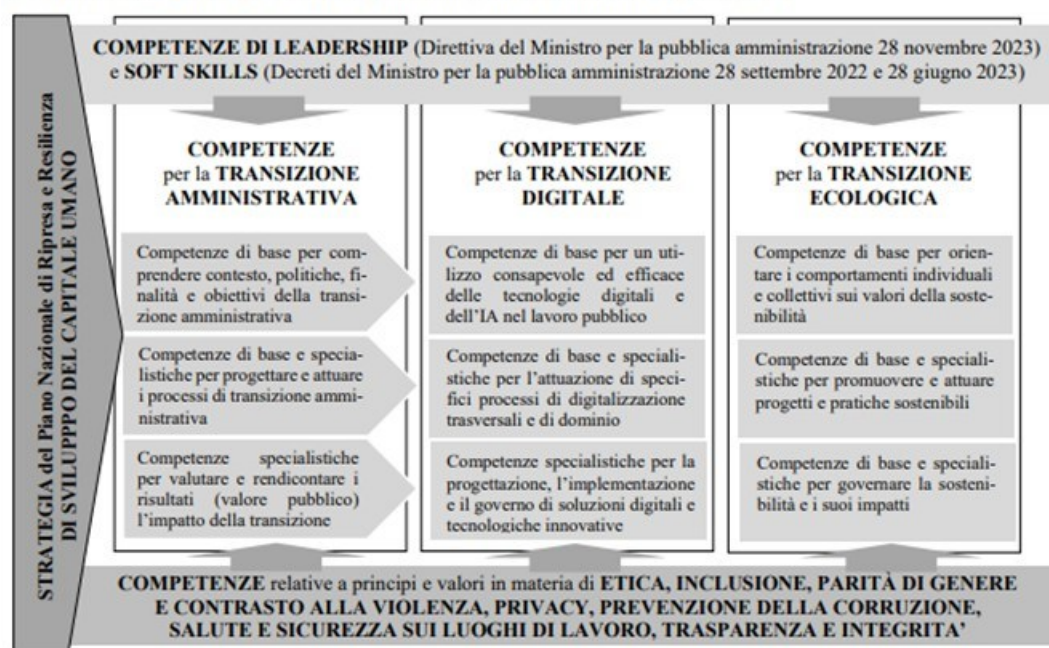 STRATEGIA del Piano Nazionale di Ripresa e Resilienza
DI SVILUPPPO DEL CAPITALE UMANO
COMPETENZE DI LEADERSHIP (Direttiva del Ministro per la pubblica amministrazione 28 novembre 2023)
e SOFT SKILLS (Decreti del Ministro per la pubblica amministrazione 28 settembre 2022 e 28 giugno 2023)
COMPETENZE
per la TRANSIZIONE
AMMINISTRATIVA
Competenze di base per com-
prendere contesto, politiche, fi-
nalità e obiettivi della transi-
zione amministrativa
Competenze di base e specia-
listiche per progettare e attuare
i processi di transizione ammi-
nistrativa
Competenze specialistiche
per valutare e rendicontare i
risultati (valore pubblico)
l’impatto della transizione
COMPETENZE
per la TRANSIZIONE
DIGITALE
Competenze di base per un uti-
lizzo consapevole ed efficace
delle tecnologie digitali e
dell’IA nel lavoro pubblico
Competenze di base e speciali-
stiche per l’attuazione di speci-
fici processi di digitalizzazione
trasversali e di dominio
Competenze specialistiche per la
progettazione, l’implementazione
e il governo di soluzioni digitali e
tecnologiche innovative
COMPETENZE
per la TRANSIZIONE
ECOLOGICA
Competenze di base per orien-
tare i comportamenti individuali
e collettivi sui valori della soste-
nibilità
Competenze di base e speciali-
stiche per promuovere e attuare
progetti e pratiche sostenibili
Competenze di base e speciali-
stiche per governare la sosteni-
bilità e i suoi impatti
COMPETENZE relative a principi e valori in materia di ETICA, INCLUSIONE, PARITÀ DI GENERE
E CONTRASTO ALLA VIOLENZA, PRIVACY, PREVENZIONE DELLA CORRUZIONE,
SALUTE E SICUREZZA SUI LUOGHI DI LAVORO, TRASPARENZA E INTEGRITA’